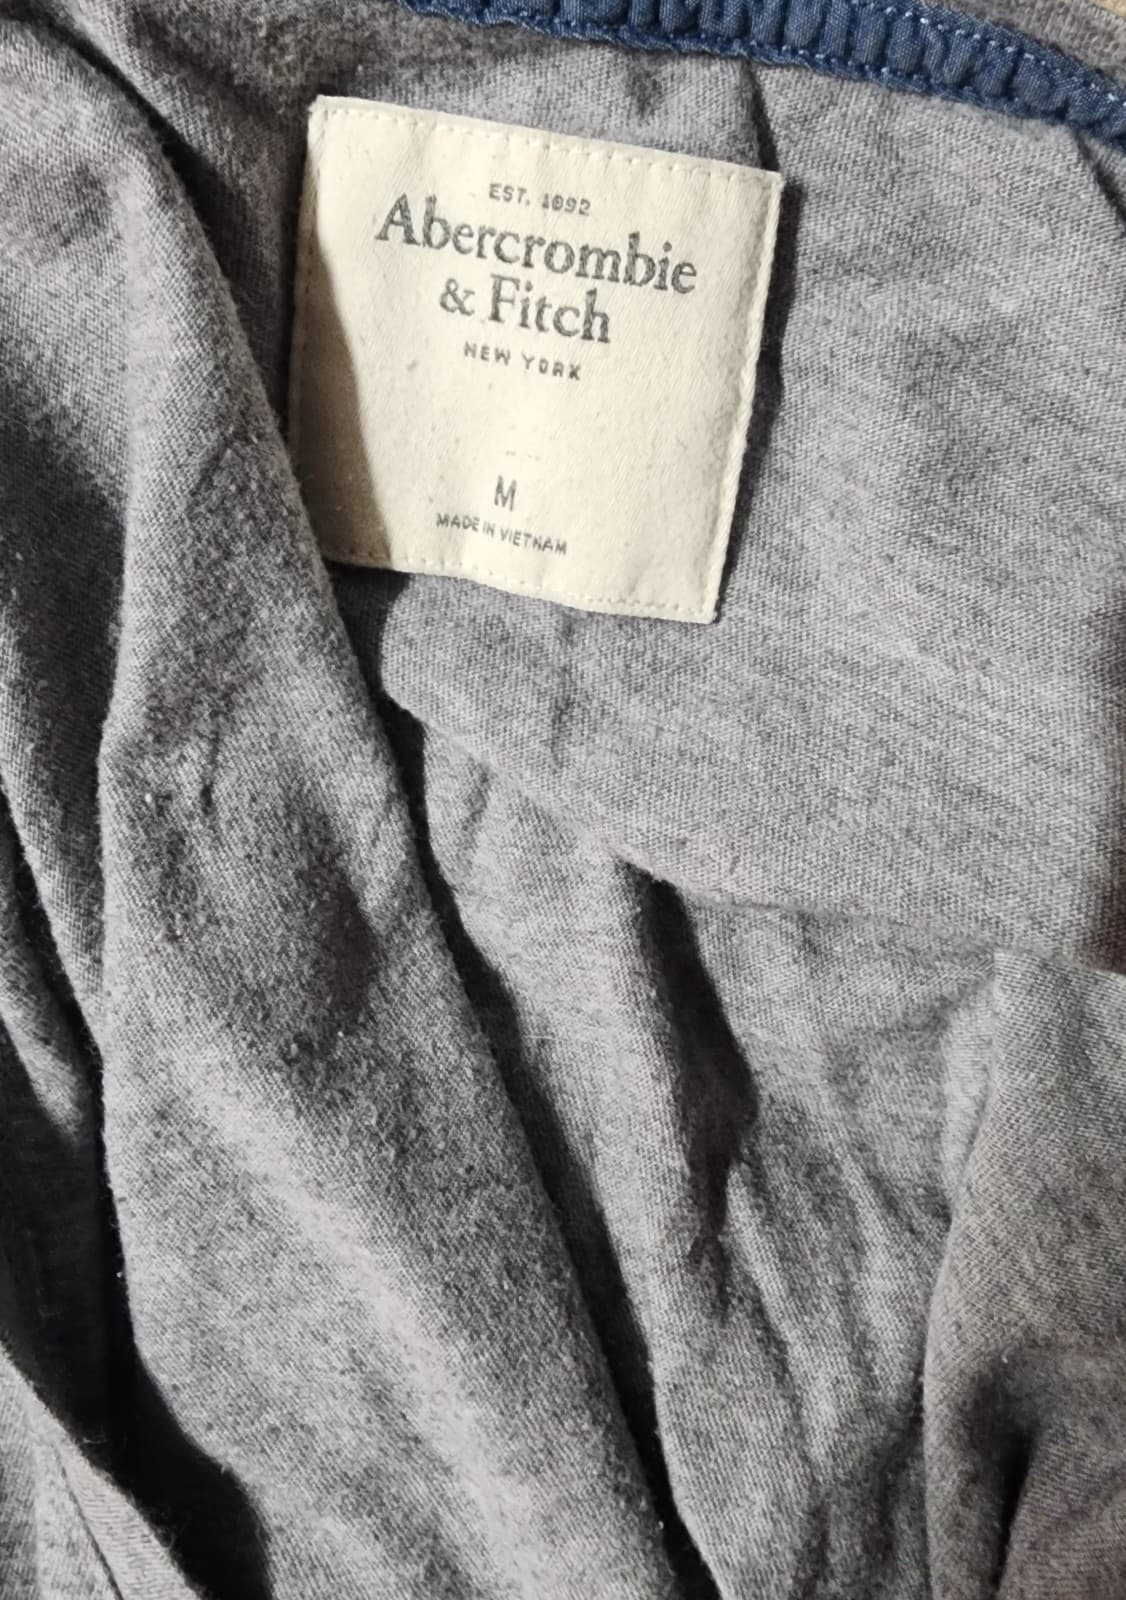 EST. 1892
Abercrombie
& Fitch
NEW YORK
M
MADE IN VIETNAM